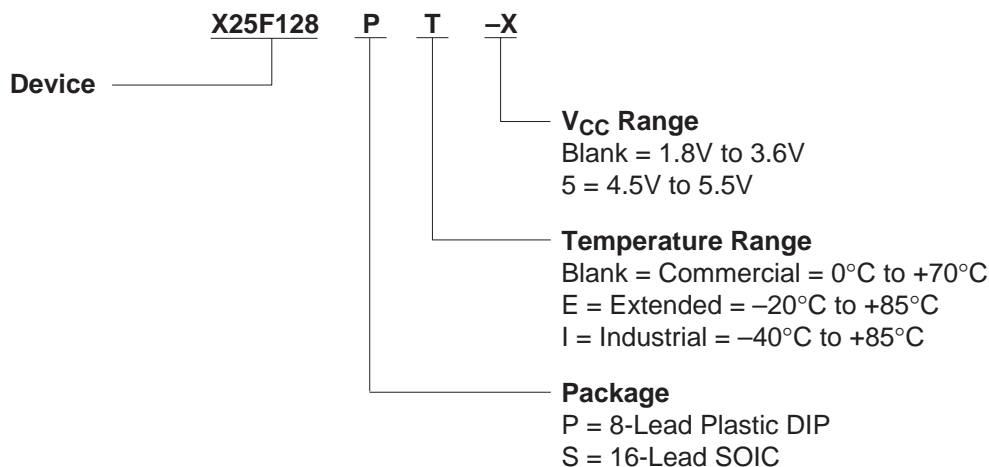 X25F128 P T –X
Device
VCC Range
Blank = 1.8V to 3.6V
5 = 4.5V to 5.5V
Temperature Range
Blank = Commercial = 0°C to +70°C
E = Extended = –20°C to +85°C
I = Industrial = –40°C to +85°C
Package
P = 8-Lead Plastic DIP
S = 16-Lead SOIC